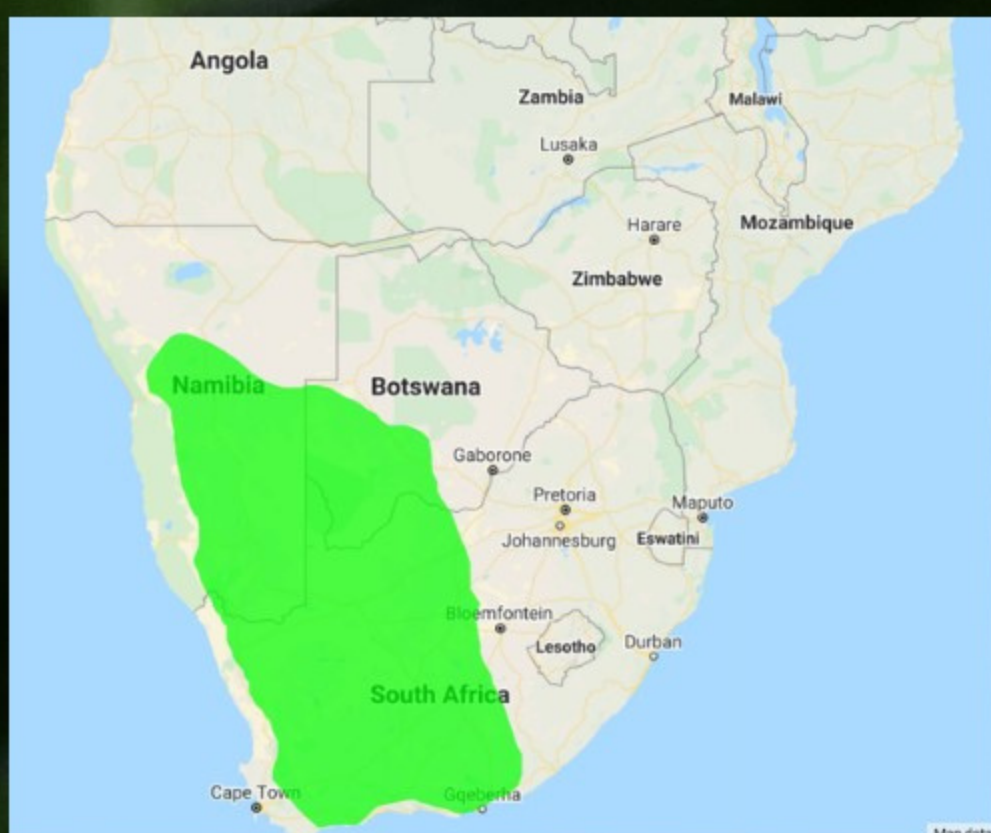 Angola
Zambia
Malawi
Lusaka
Mozambique
Harare
Zimbabwe
Namibia
Botswana
Gaborone
Pretoria
Maputo
Johannesburg
Eswatini
Bloemfontein
Lesotho
Durban
South Africa
Cape Town
Gqeberha